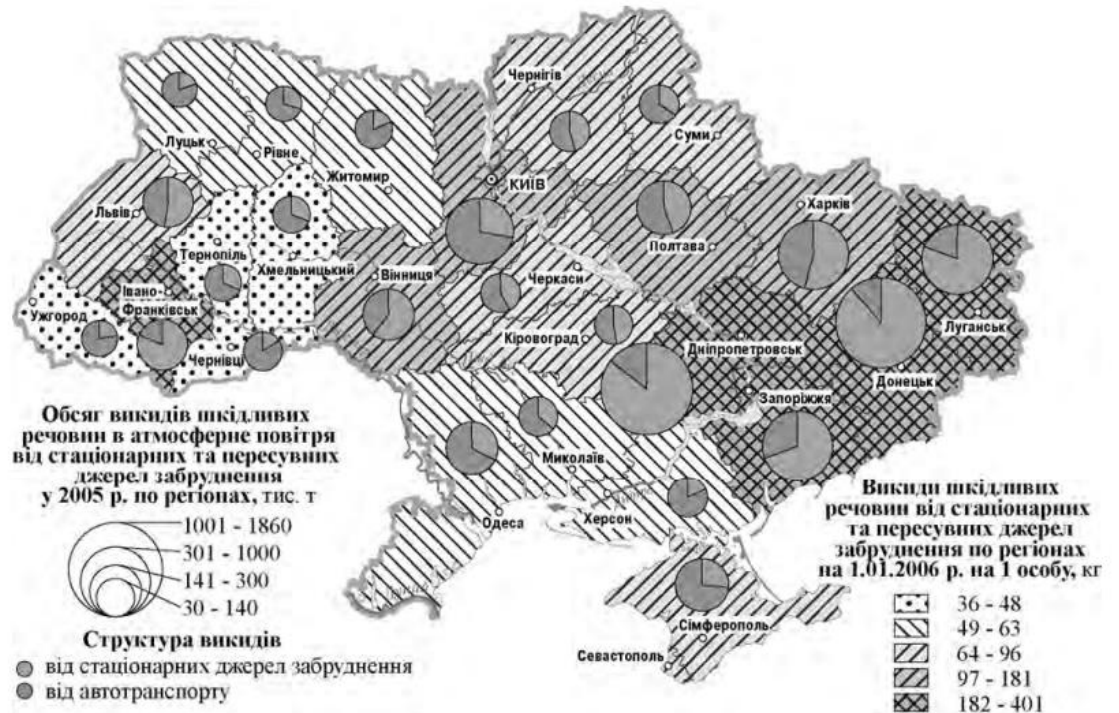 Чернігів
Суми
Луцьк
Рівне
Житомир
КИЇВ
Львів
Харків
Полтава
Тернопіль
Хмельницький
Вінниця
Черкаси
Івано-
Франківськ
Ужгород
Чернівці
Кіровоград
Дніпропетровськ
Луганськ
Донецьк
Запоріжжя
Миколаїв
Одеса
Херсон
Сімферополь
Севастополь
Обсяг викидів шкідливих
речовин в атмосферне повітря
від стаціонарних та пересувних
джерел забруднення
у 2005 р. по регіонах, тис. т
1001 - 1860
301 - 1000
141 - 300
30 - 140
Структура викидів
від стаціонарних джерел забруднення
від автотранспорту
Викиди шкідливих
речовин від стаціонарних
та пересувних джерел
забруднення по регіонах
на 1.01.2006 р. на 1 особу, кг
36 - 48
49 - 63
64 - 96
97 - 181
182 - 401